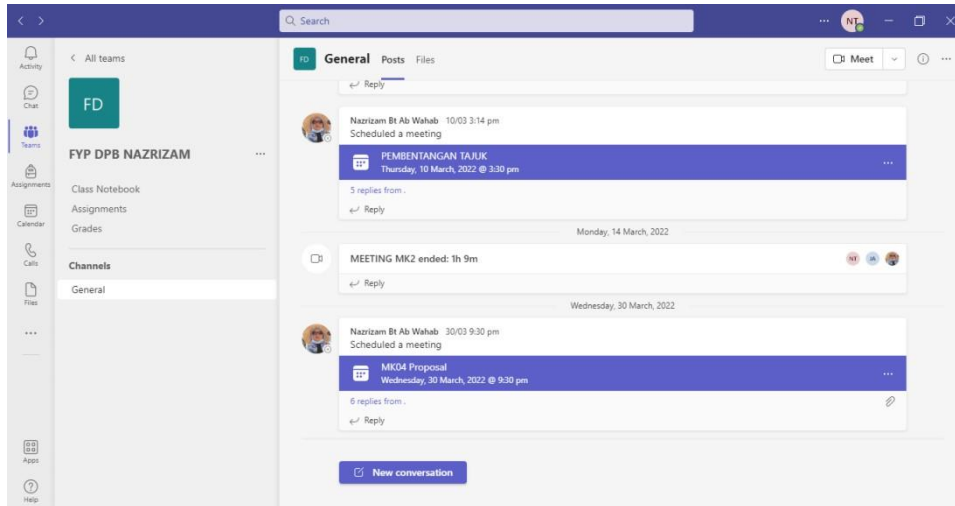 Search
NT
Activity
Chat
Teams
Assignments
Calendar
Calls
Files
Apps
Help
All teams
FD
FYP DPB NAZRIZAM
Class Notebook
Assignments
Grades
Channels
General
FD General Posts Files
Meet
Reply
Nazrizam Bt Ab Wahab 10/03 3:14 pm
Scheduled a meeting
PEMBENTANGAN TAJUK
Thursday, 10 March, 2022 @ 3:30 pm
5 replies from .
Reply
Monday, 14 March, 2022
MEETING MK2 ended: 1h 9m
NT JA
Reply
Wednesday, 30 March, 2022
Nazrizam Bt Ab Wahab 30/03 9:30 pm
Scheduled a meeting
MK04 Proposal
Wednesday, 30 March, 2022 @ 9:30 pm
6 replies from .
Reply
New conversation